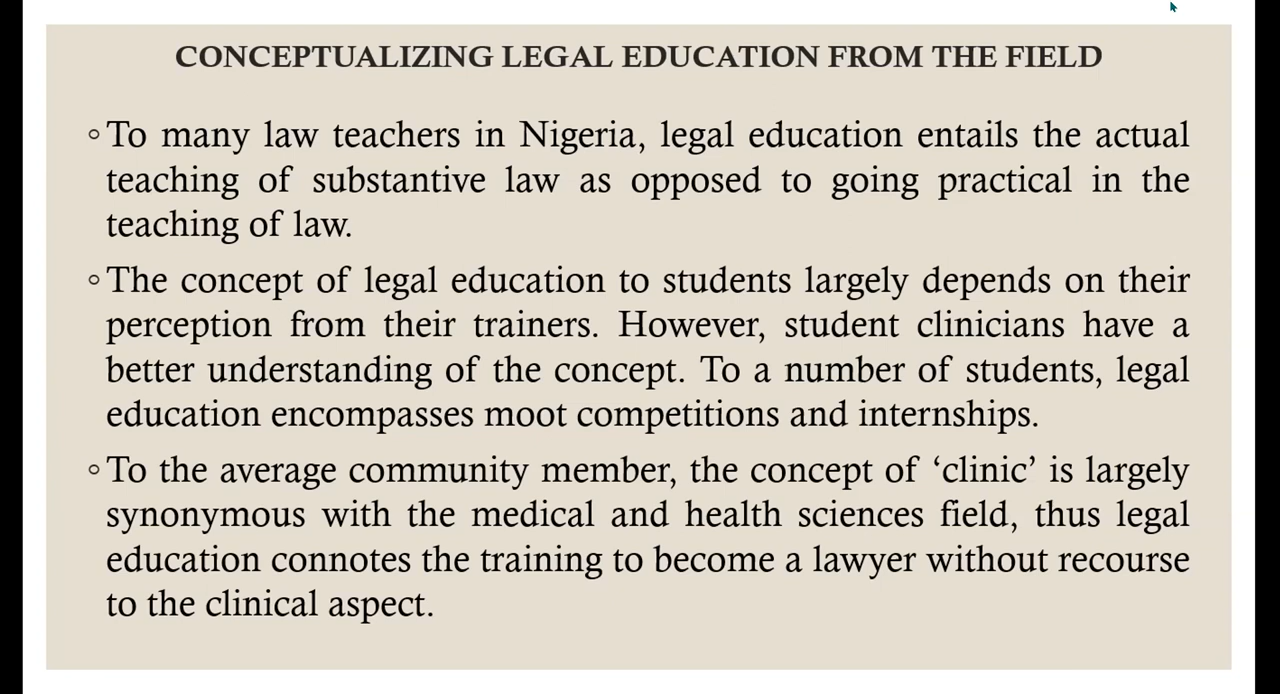 CONCEPTUALIZING LEGAL EDUCATION FROM THE FIELD
◦To many law teachers in Nigeria, legal education entails the actual
teaching of substantive law as opposed to going practical in the
teaching of law.
◦The concept of legal education to students largely depends on their
perception from their trainers. However, student clinicians have a
better understanding of the concept. To a number of students, legal
education encompasses moot competitions and internships.
◦To the average community member, the concept of ‘clinic’ is largely
synonymous with the medical and health sciences field, thus legal
education connotes the training to become a lawyer without recourse
to the clinical aspect.